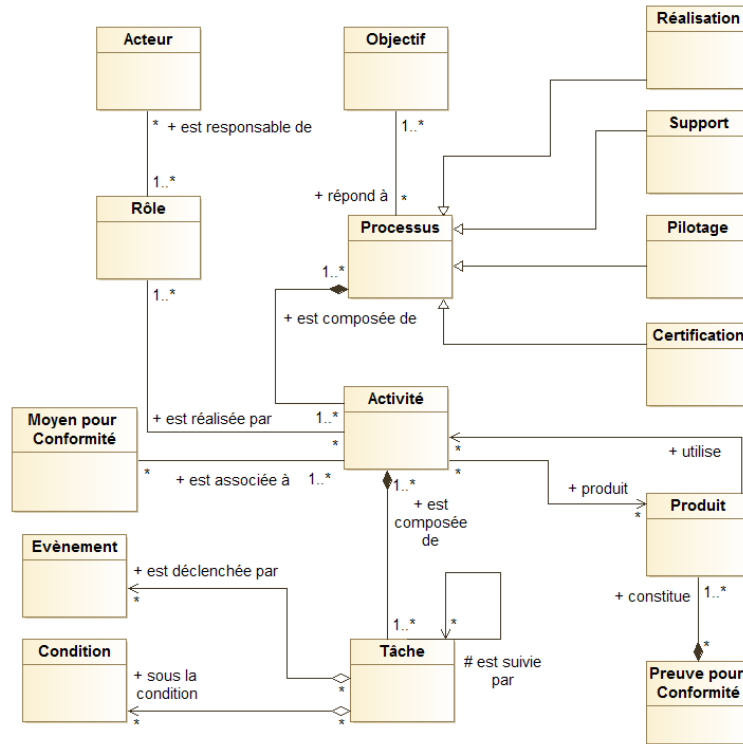 Réalisation
Acteur
Objectif
Support
*
+ est responsable de
1..*
1..*
+ répond à
*
Rôle
Processus
Pilotage
1..*
1..*
+ est composée de
Certification
Activité
Moyen pour
Conformité
+ est réalisée par
1..*
*
*
+ utilise
*
+ est associée à
1..*
*
1..*
+ produit
*
Produit
+ est
composée
de
Evènement
+ est déclenchée par
*
+ constitue
1..*
1..*
*
Condition
Tâche
# est suivie
par
+ sous la
condition
*
*
*
*
Preuve pour
Conformité